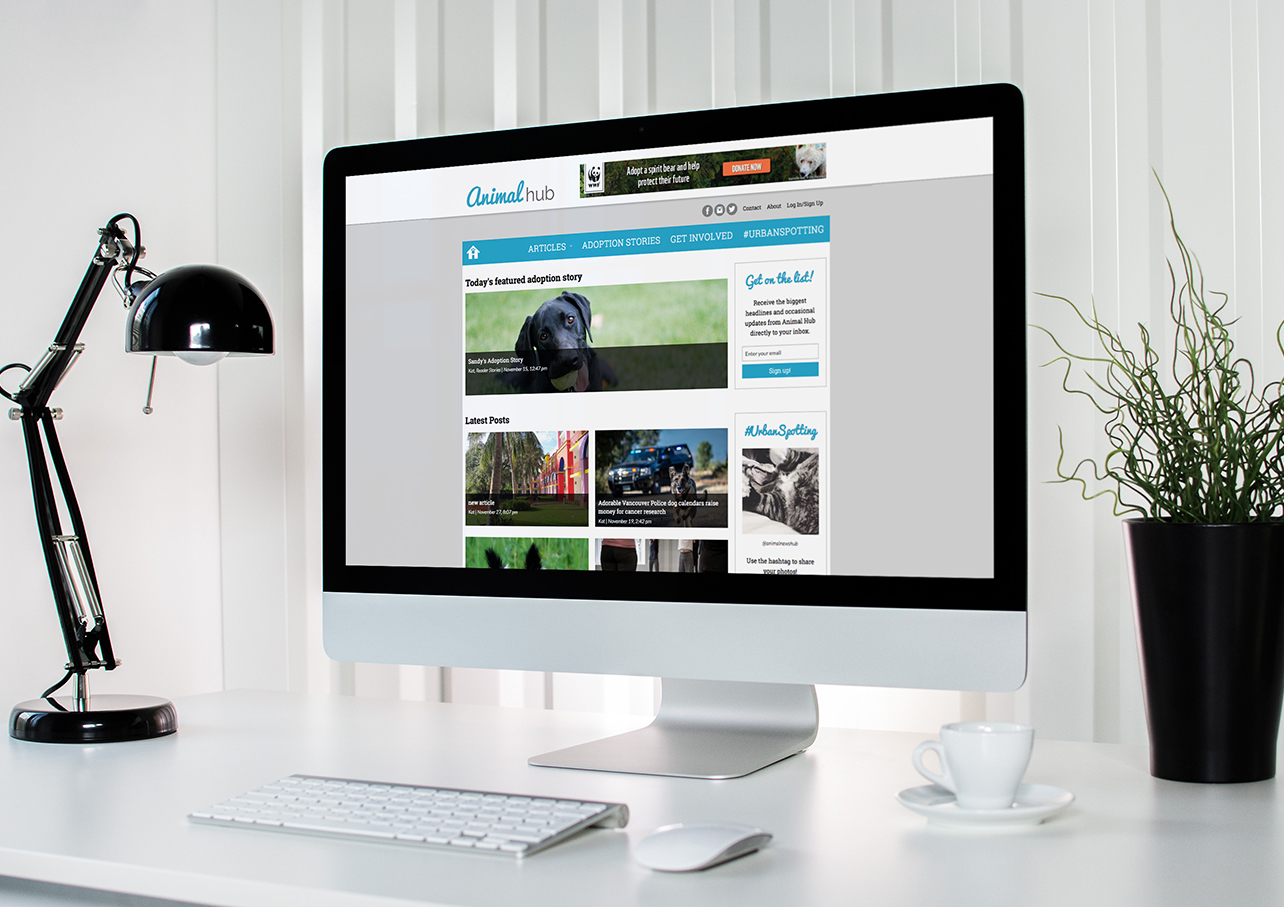 Animal hub
WWF
Adopt a spirit bear and help
protect their future
DONATE NOW
Contact About Log In/Sign Up
ARTICLES ADOPTION STORIES GET INVOLVED #URBANSPOTTING
Today's featured adoption story
Sandy's Adoption Story
Kat, Reader Stories | November 15, 12:47 pm
Get on the list!
Receive the biggest
headlines and occasional
updates from Animal Hub
directly to your inbox.
Enter your email
Sign up!
Latest Posts
new article
Kat | November 27, 8:07 pm
Adorable Vancouver Police dog calendars raise
money for cancer research
Kat | November 19, 2:42 pm
#UrbanSpotting
@animalnewshub
Use the hashtag to share
your photos!